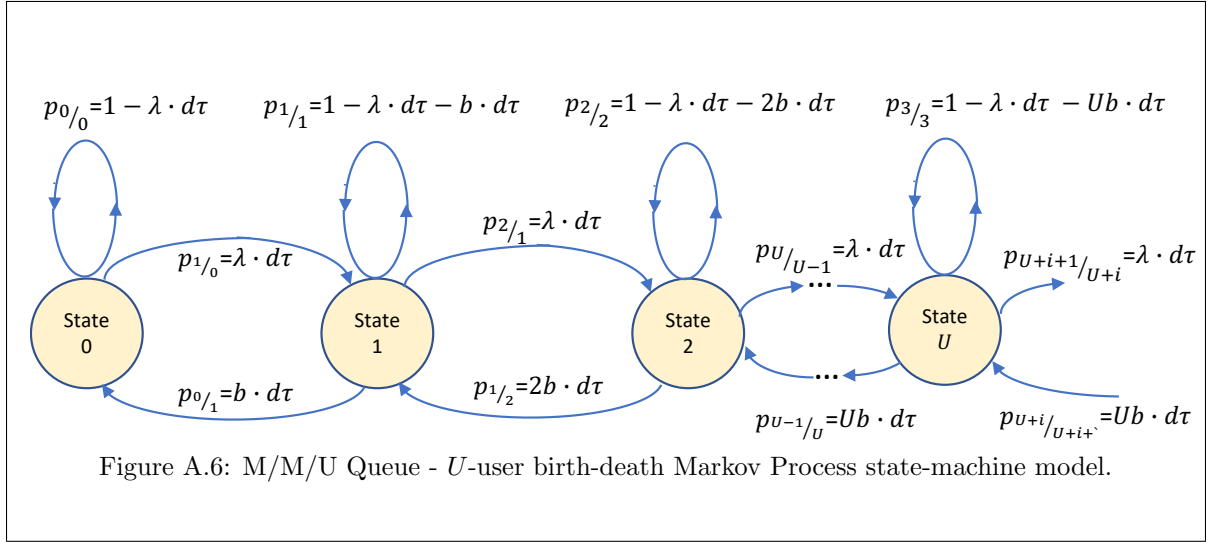 p0/0=1 − λ · dτ
p1/1=1 − λ · dτ − b · dτ
p2/2=1 − λ · dτ − 2b · dτ
p3/3=1 − λ · dτ − Ub · dτ
p1/0=λ · dτ
p2/1=λ · dτ
pU/U−1=λ · dτ
pU+i+1/U+i=λ · dτ
...
State
0
State
1
State
2
State
U
...
p0/1=b · dτ
p1/2=2b · dτ
pU−1/U=Ub · dτ
pU+i/U+i+`=Ub · dτ
Figure A.6: M/M/U Queue - U-user birth-death Markov Process state-machine model.